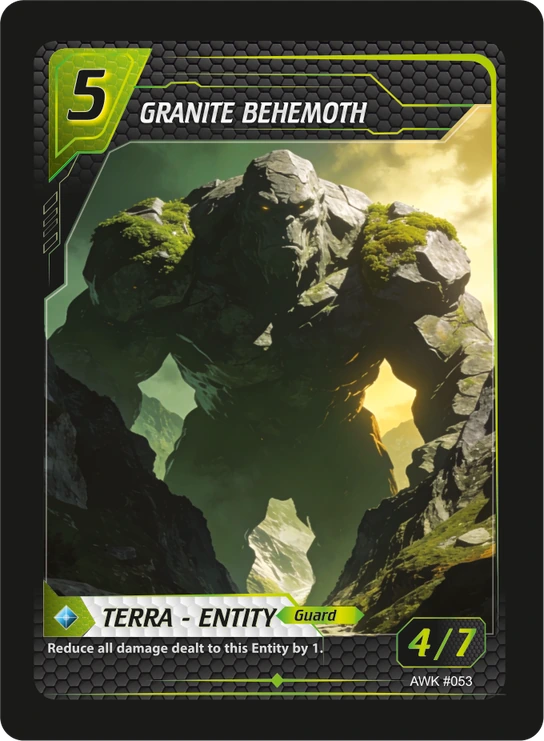 5
GRANITE BEHEMOTH
TERRA - ENTITY Guard
Reduce all damage dealt to this Entity by 1.
4/7
AWK #053